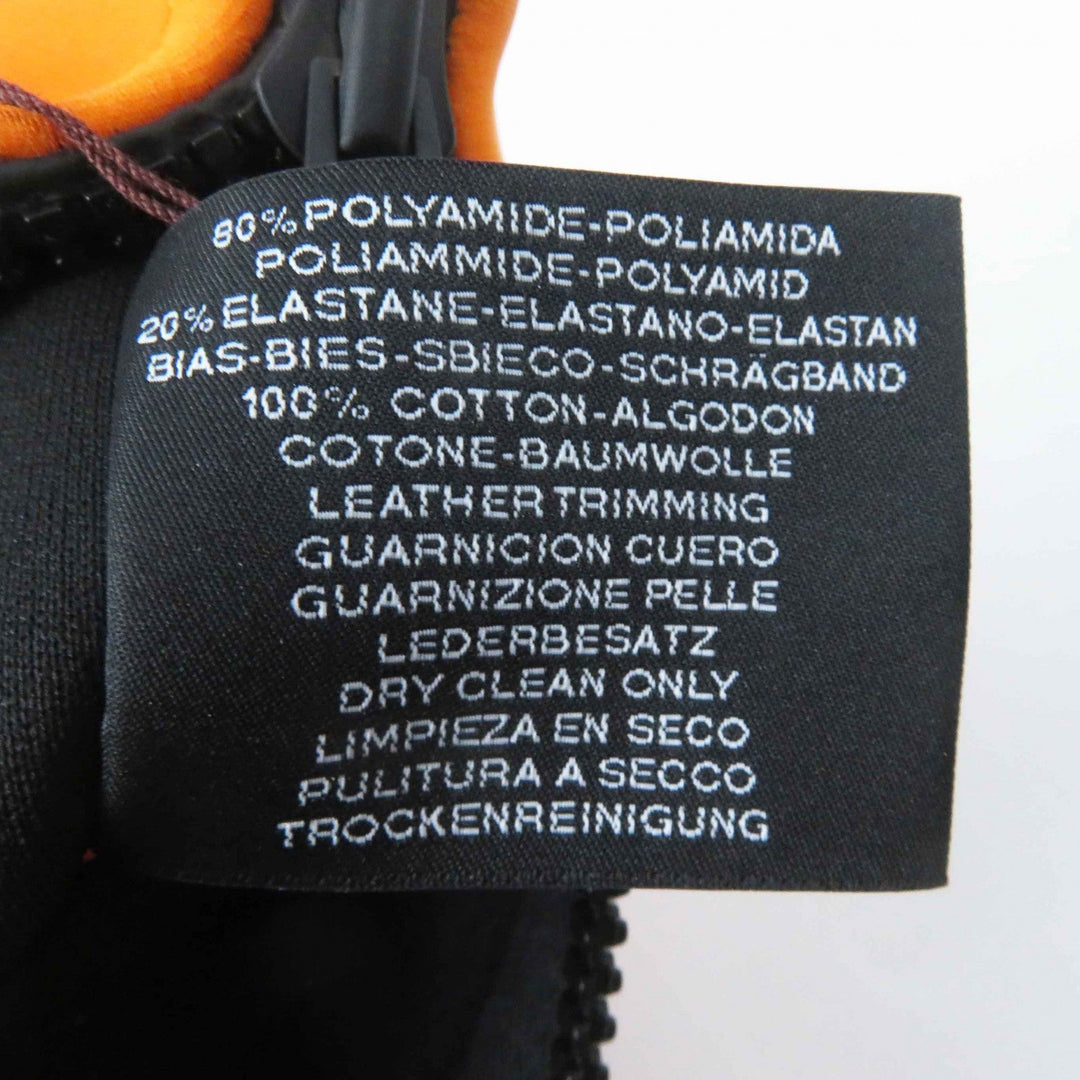 80% POLYAMIDE-POLIAMIDA
POLIAMMIDE-POLYAMID
20% ELASTANE-ELASTANO-ELASTAN
BIAS-BIES-SBIECO-SCHRÄGBAND
100% COTTON-ALGODON
COTONE-BAUMWOLLE
LEATHER TRIMMING
GUARNICION CUERO
GUARNIZIONE PELLE
LEDERBESATZ
DRY CLEAN ONLY
LIMPIEZA EN SECO
PULITURA A SECCO
TROCKENREINIGUNG